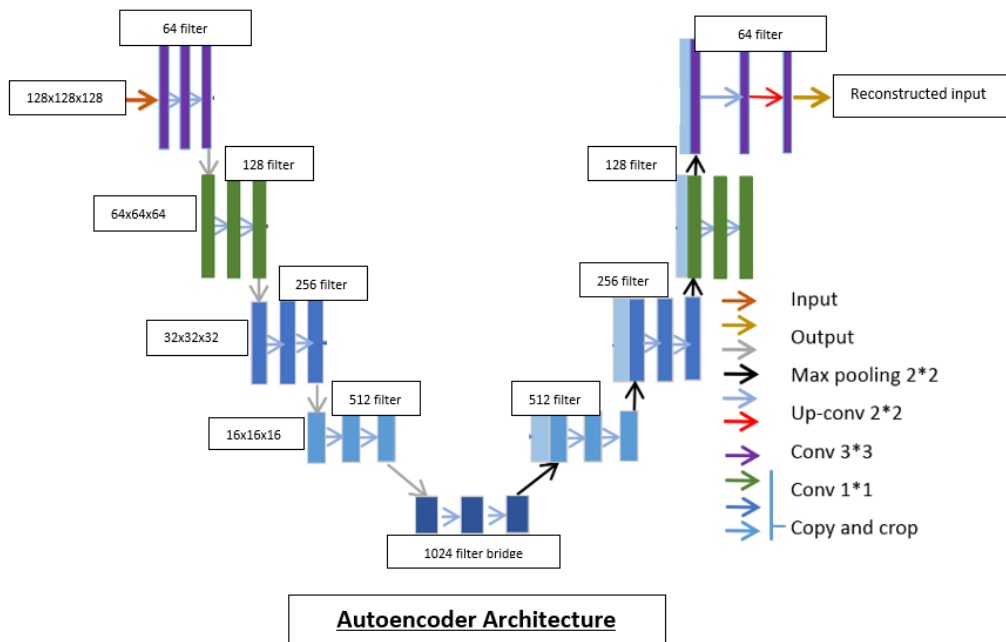 64 filter
64 filter
128x128x128
Reconstructed input
128 filter
128 filter
64x64x64
256 filter
256 filter
32x32x32
512 filter
512 filter
16x16x16
1024 filter bridge
Input
Output
Max pooling 2*2
Up-conv 2*2
Conv 3*3
Conv 1*1
Copy and crop
Autoencoder Architecture